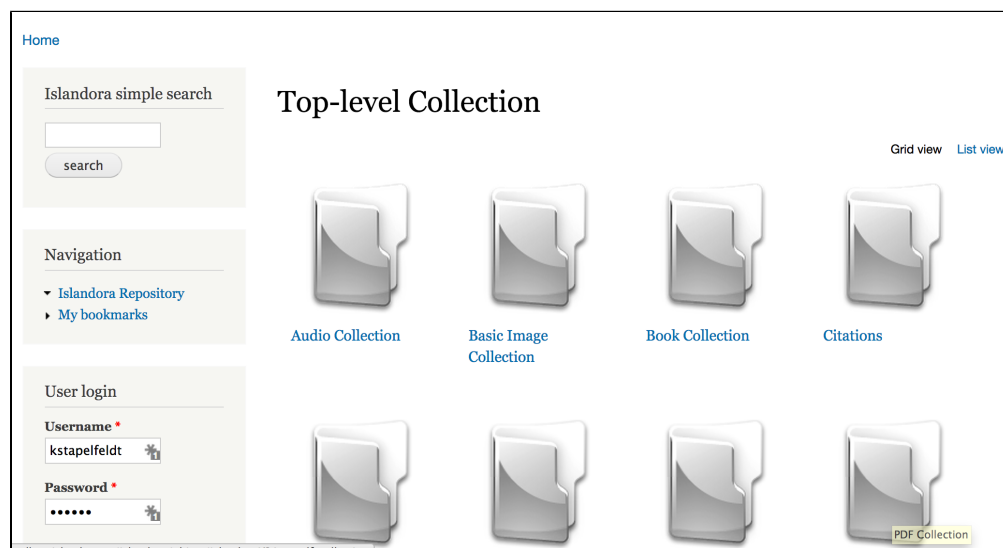 Home
Islandora simple search
search
Navigation
Islandora Repository
My bookmarks
User login
Username *
kstapelfeldt
Password *
••••••
Top-level Collection
Grid view List view
Audio Collection
Basic Image
Collection
Book Collection
Citations
PDF Collection